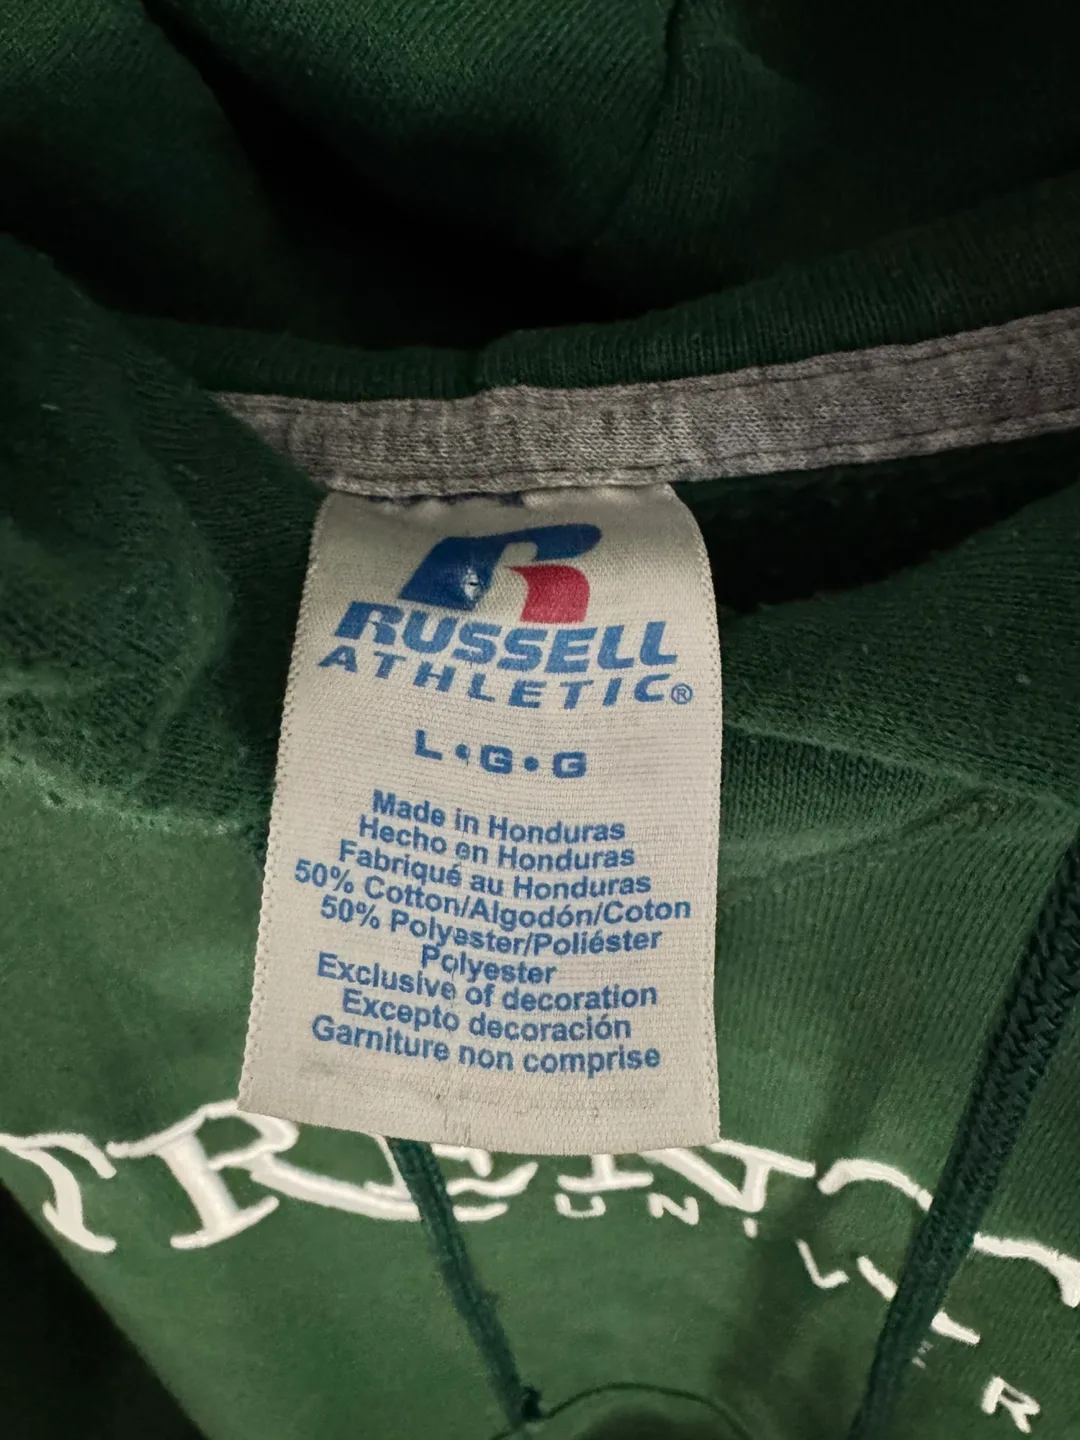 RUSSELL
ATHLETIC®
L•G•G
Made in Honduras
Hecho en Honduras
Fabriqué au Honduras
50% Cotton/Algodón/Coton
50% Polyester/Poliéster
Polyester
Exclusive of decoration
Excepto decoración
Garniture non comprise